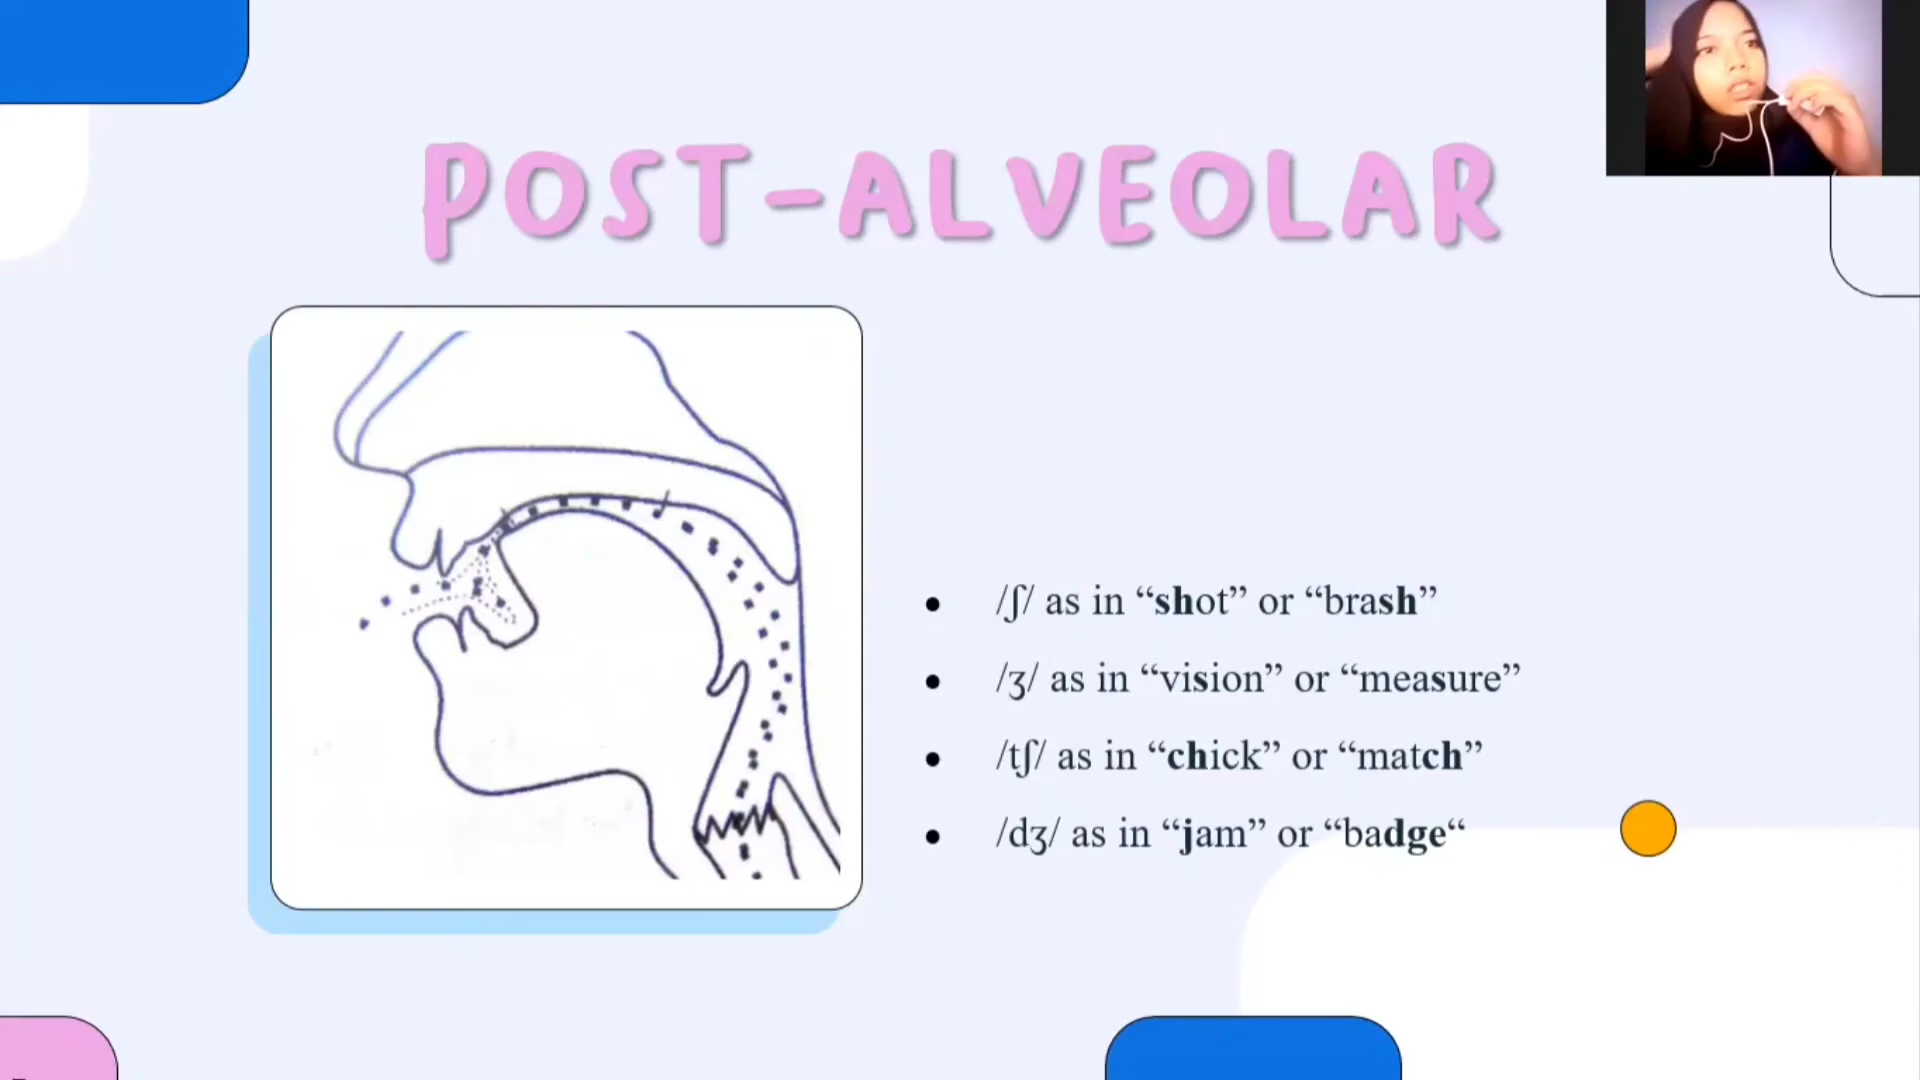 POST-ALVEOLAR
/ʃ/ as in “shot” or “brash”
/ʒ/ as in “vision” or “measure”
/tʃ/ as in “chick” or “match”
/dʒ/ as in “jam” or “badge“